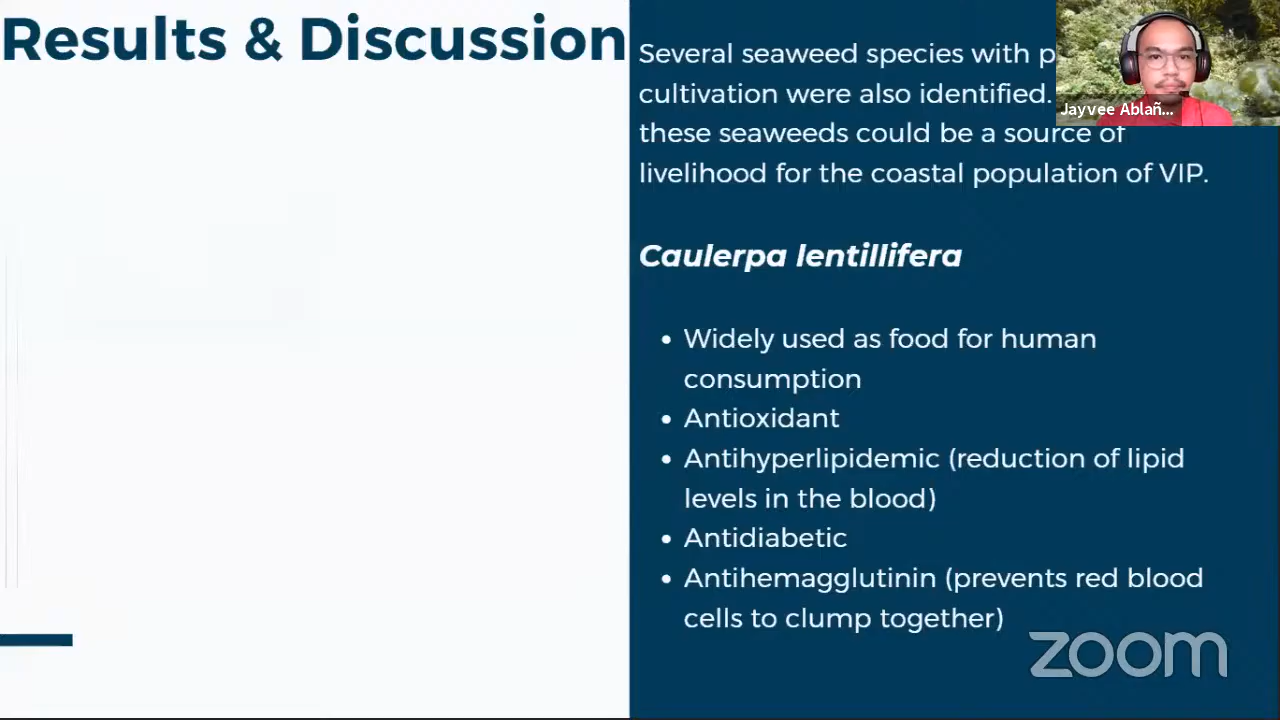 Results & Discussion
Several seaweed species with p
cultivation were also identified.
these seaweeds could be a source of
livelihood for the coastal population of VIP.
Caulerpa lentillifera
• Widely used as food for human
consumption
• Antioxidant
• Antihyperlipidemic (reduction of lipid
levels in the blood)
• Antidiabetic
• Antihemagglutinin (prevents red blood
cells to clump together)
Jayvee Ablañ...
zoom